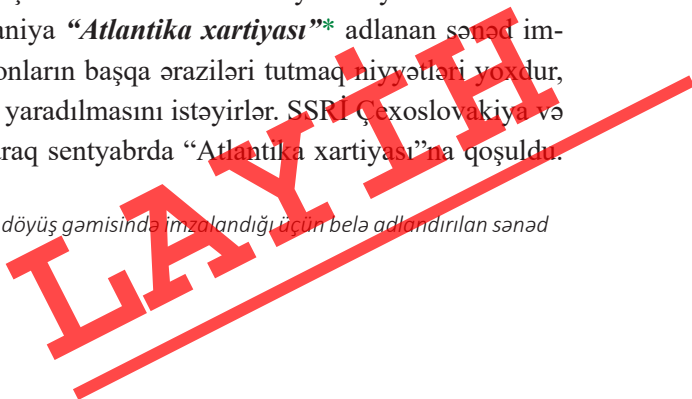 aniya “Atlantika xartiyası”* adlanan sənəd im-
onların başqa əraziləri tutmaq niyyətləri yoxdur,
yaradılmasını istəyirlər. SSRİ Çexoslovakiya və
araq sentyabrda “Atlantika xartiyası”na qoşuldu.
döyüş gəmisində imzalandığı üçün belə adlandırılan sənəd
LAYİH